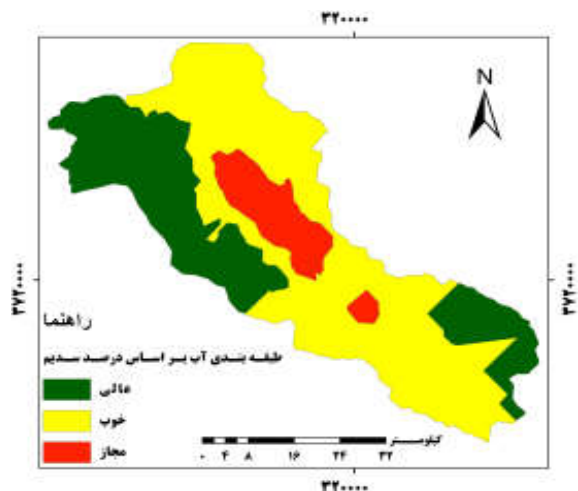 ۳۲۰۰۰۰
N
۳۷۲۰۰۰۰
۳۷۲۰۰۰۰
راهنما
طبقه بندی آب بر اساس درصد سدیم
عالی
خوب
مجاز
کیلومتر
۰ ۴ ۸ ۱۶ ۲۴ ۳۲
۳۲۰۰۰۰